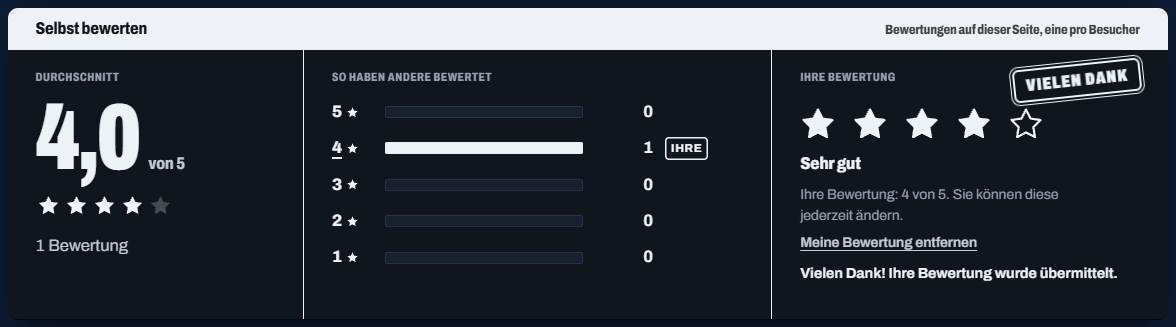 Selbst bewerten
Bewertungen auf dieser Seite, eine pro Besucher
DURCHSCHNITT
4,0 von 5
1 Bewertung
SO HABEN ANDERE BEWERTET
5 ★ 0
4 ★ 1 IHRE
3 ★ 0
2 ★ 0
1 ★ 0
IHRE BEWERTUNG
VIELEN DANK
Sehr gut
Ihre Bewertung: 4 von 5. Sie können diese
jederzeit ändern.
Meine Bewertung entfernen
Vielen Dank! Ihre Bewertung wurde übermittelt.